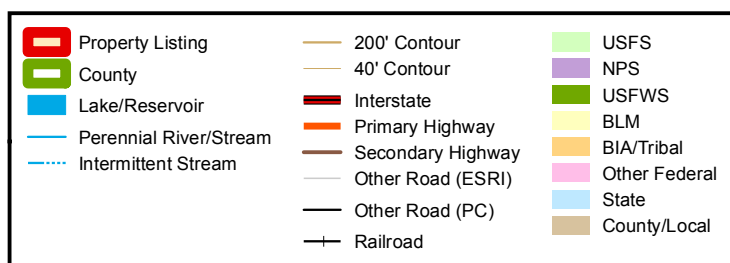 Property Listing
County
Lake/Reservoir
Perennial River/Stream
Intermittent Stream
200' Contour
40' Contour
Interstate
Primary Highway
Secondary Highway
Other Road (ESRI)
Other Road (PC)
Railroad
USFS
NPS
USFWS
BLM
BIA/Tribal
Other Federal
State
County/Local